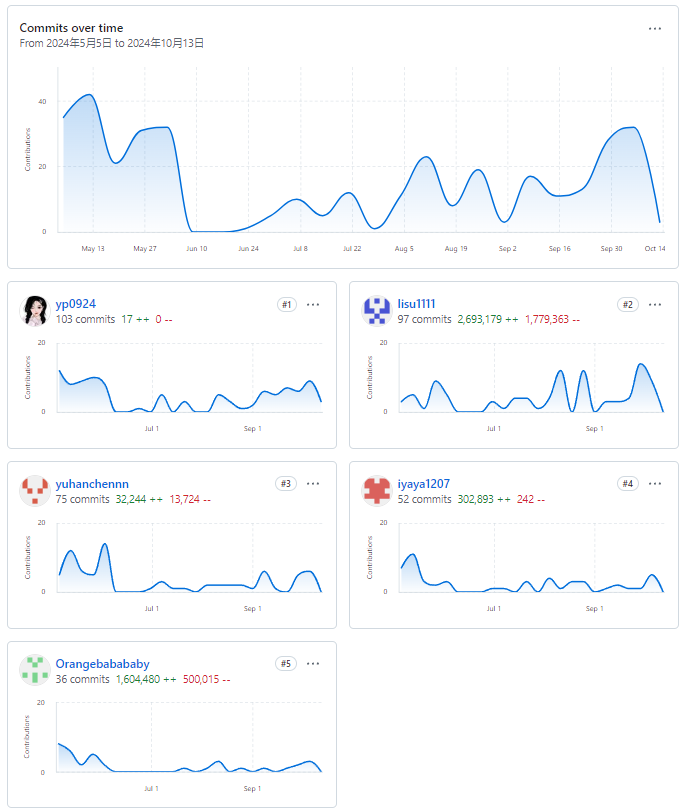 Commits over time
From 2024年5月5日 to 2024年10月13日
Contributions
40
20
0
May 13 May 27 Jun 10 Jun 24 Jul 8 Jul 22 Aug 5 Aug 19 Sep 2 Sep 16 Sep 30 Oct 14
yp0924 #1
103 commits 17 ++ 0 --
Contributions
20
0
Jul 1 Sep 1
lisu1111 #2
97 commits 2,693,179 ++ 1,779,363 --
Contributions
20
0
Jul 1 Sep 1
yuhanchennn #3
75 commits 32,244 ++ 13,724 --
Contributions
20
0
Jul 1 Sep 1
iyaya1207 #4
52 commits 302,893 ++ 242 --
Contributions
20
0
Jul 1 Sep 1
Orangebabababy #5
36 commits 1,604,480 ++ 500,015 --
Contributions
20
0
Jul 1 Sep 1